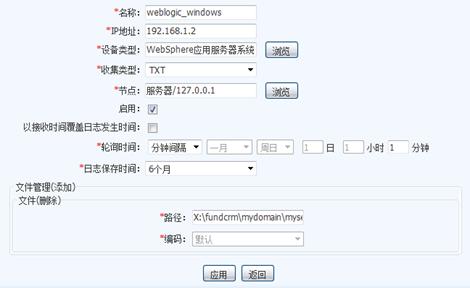 *名称: weblogic_windows
*IP地址: 192.168.1.2
*设备类型: WebSphere应用服务器系统 浏览
*收集类型: TXT
*节点: 服务器/127.0.0.1 浏览
启用:
以接收时间覆盖日志发生时间:
*轮询时间: 分钟间隔 一月 周日 1 日 1 小时 1 分钟
*日志保存时间: 6个月
文件管理(添加)
文件(删除)
*路径: X:\fundcrm\mydomain\myse
*编码: 默认
应用 返回